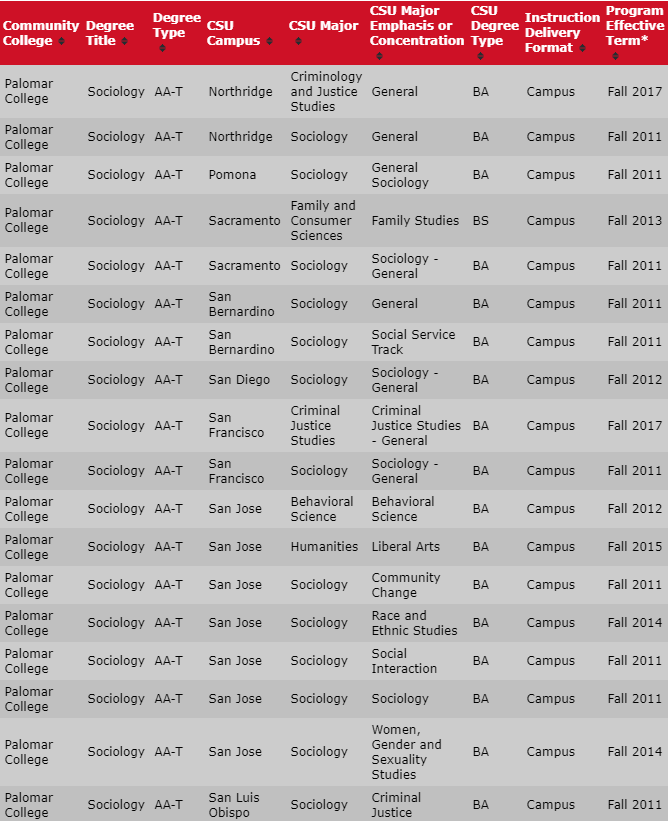 Community College Degree Title Degree Type CSU Campus CSU Major CSU Major Emphasis or Concentration CSU Degree Type Instruction Delivery Format Program Effective Term*
Palomar College Sociology AA-T Northridge Criminology and Justice Studies General BA Campus Fall 2017
Palomar College Sociology AA-T Northridge Sociology General BA Campus Fall 2011
Palomar College Sociology AA-T Pomona Sociology General Sociology BA Campus Fall 2011
Palomar College Sociology AA-T Sacramento Family and Consumer Sciences Family Studies BS Campus Fall 2013
Palomar College Sociology AA-T Sacramento Sociology Sociology - General BA Campus Fall 2011
Palomar College Sociology AA-T San Bernardino Sociology General BA Campus Fall 2011
Palomar College Sociology AA-T San Bernardino Sociology Social Service Track BA Campus Fall 2011
Palomar College Sociology AA-T San Diego Sociology Sociology - General BA Campus Fall 2012
Palomar College Sociology AA-T San Francisco Criminal Justice Studies Criminal Justice Studies - General BA Campus Fall 2017
Palomar College Sociology AA-T San Francisco Sociology Sociology - General BA Campus Fall 2011
Palomar College Sociology AA-T San Jose Behavioral Science Behavioral Science BA Campus Fall 2012
Palomar College Sociology AA-T San Jose Humanities Liberal Arts BA Campus Fall 2015
Palomar College Sociology AA-T San Jose Sociology Community Change BA Campus Fall 2011
Palomar College Sociology AA-T San Jose Sociology Race and Ethnic Studies BA Campus Fall 2014
Palomar College Sociology AA-T San Jose Sociology Social Interaction BA Campus Fall 2011
Palomar College Sociology AA-T San Jose Sociology Sociology BA Campus Fall 2011
Palomar College Sociology AA-T San Jose Sociology Women, Gender and Sexuality Studies BA Campus Fall 2014
Palomar College Sociology AA-T San Luis Obispo Sociology Criminal Justice BA Campus Fall 2011